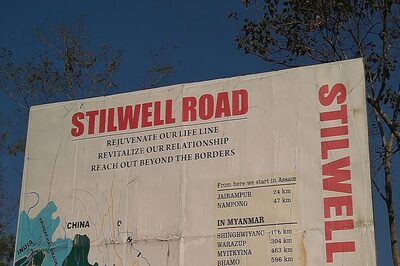 STILWELL ROAD
REJUVENATE OUR LIFE LINE
REVITALIZE OUR RELATIONSHIP
REACH OUT BEYOND THE BORDERS
From here we start in Assam
JAIRAMPUR 24 km
NAMPONG 47 km
IN MYANMAR
SHINGBWIYANG 176 km
WARAZUP 304 km
MYITKYINA 463 km
BHAMO 596 km
CHINA
INDIA
STILWELL